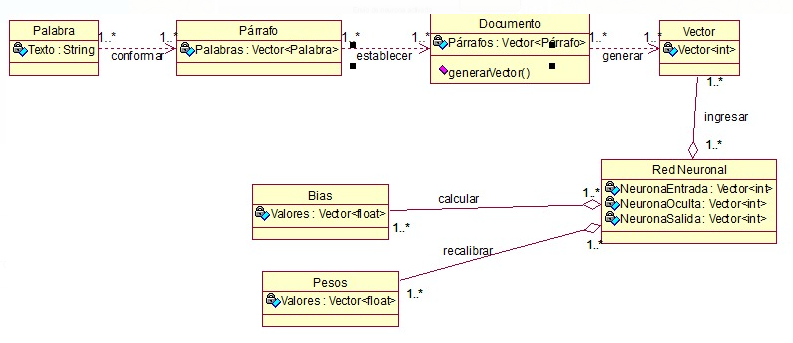 Palabra
Texto : String
1..*
conformar
1..*
Párrafo
Palabras : Vector<Palabra>
1..*
establecer
1..*
Documento
Párrafos : Vector<Párrafo>
generarVector()
1..*
generar
1..*
Vector
Vector<int>
1..*
ingresar
1..*
Red Neuronal
NeuronaEntrada : Vector<int>
NeuronaOculta : Vector<int>
NeuronaSalida : Vector<int>
Bias
Valores : Vector<float>
1..*
calcular
1..*
Pesos
Valores : Vector<float>
1..*
recalibrar
1..*